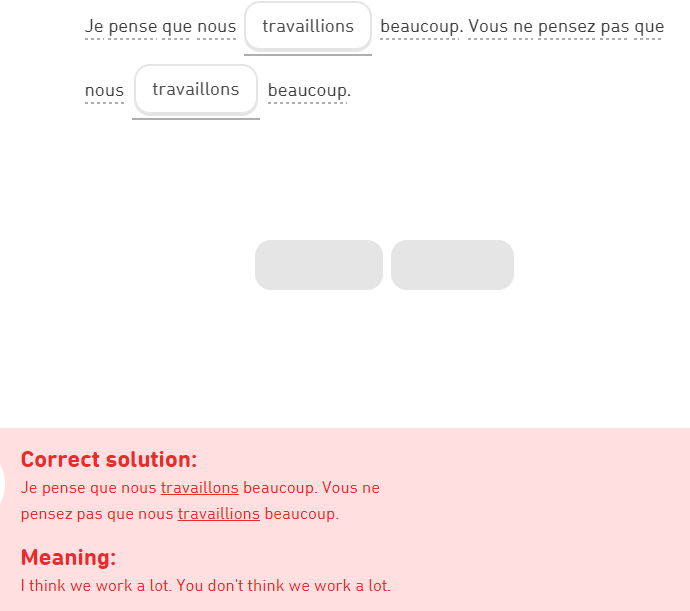 Je pense que nous travaillions beaucoup. Vous ne pensez pas que
nous travaillons beaucoup.
Correct solution:
Je pense que nous travaillons beaucoup. Vous ne
pensez pas que nous travaillions beaucoup.
Meaning:
I think we work a lot. You don't think we work a lot.